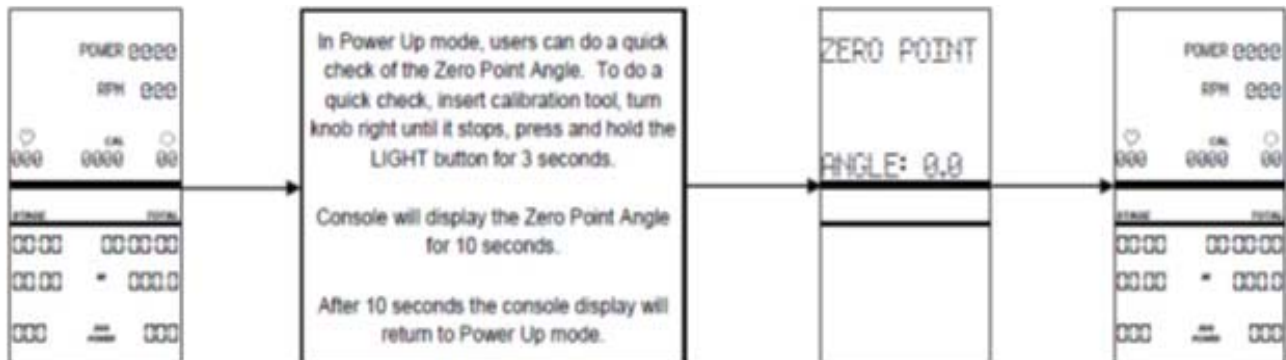 POWER 0000
RPM 000
CAL
000 0000 00
STAGE TOTAL
00:00 00:00:00
00:00 000.0
000 AVG POWER 000
In Power Up mode, users can do a quick
check of the Zero Point Angle. To do a
quick check, insert calibration tool, turn
knob right until it stops, press and hold the
LIGHT button for 3 seconds.
Console will display the Zero Point Angle
for 10 seconds.
After 10 seconds the console display will
return to Power Up mode.
ZERO POINT
ANGLE: 0.0
POWER 0000
RPM 000
CAL
000 0000 00
STAGE TOTAL
00:00 00:00:00
00:00 000.0
000 AVG POWER 000